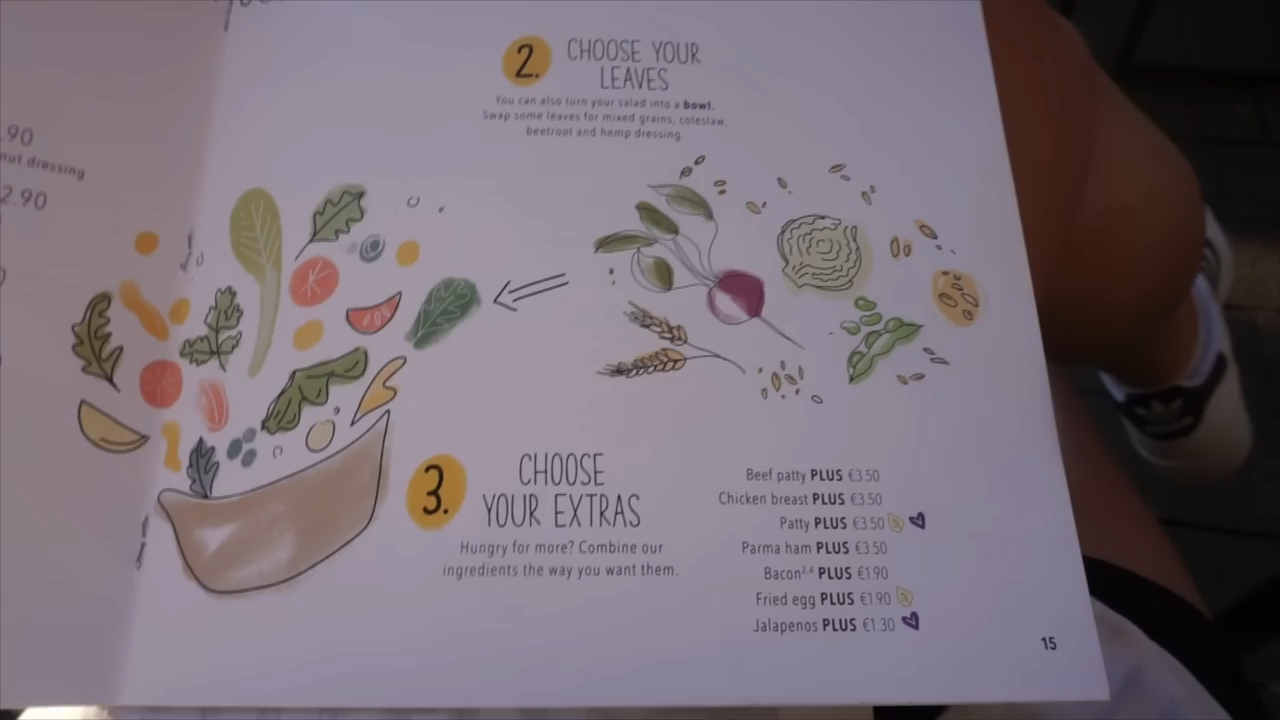 .90
nut dressing
2.90
2.
CHOOSE YOUR
LEAVES
You can also turn your salad into a bowl.
Swap some leaves for mixed grains, coleslaw,
beetroot and hemp dressing
3.
CHOOSE
YOUR EXTRAS
Hungry for more? Combine our
ingredients the way you want them.
Beef patty PLUS €3.50
Chicken breast PLUS €3.50
Patty PLUS €3.50
Parma ham PLUS €3.50
Bacon²,⁴ PLUS €1.90
Fried egg PLUS €1.90
Jalapenos PLUS €1.30
15